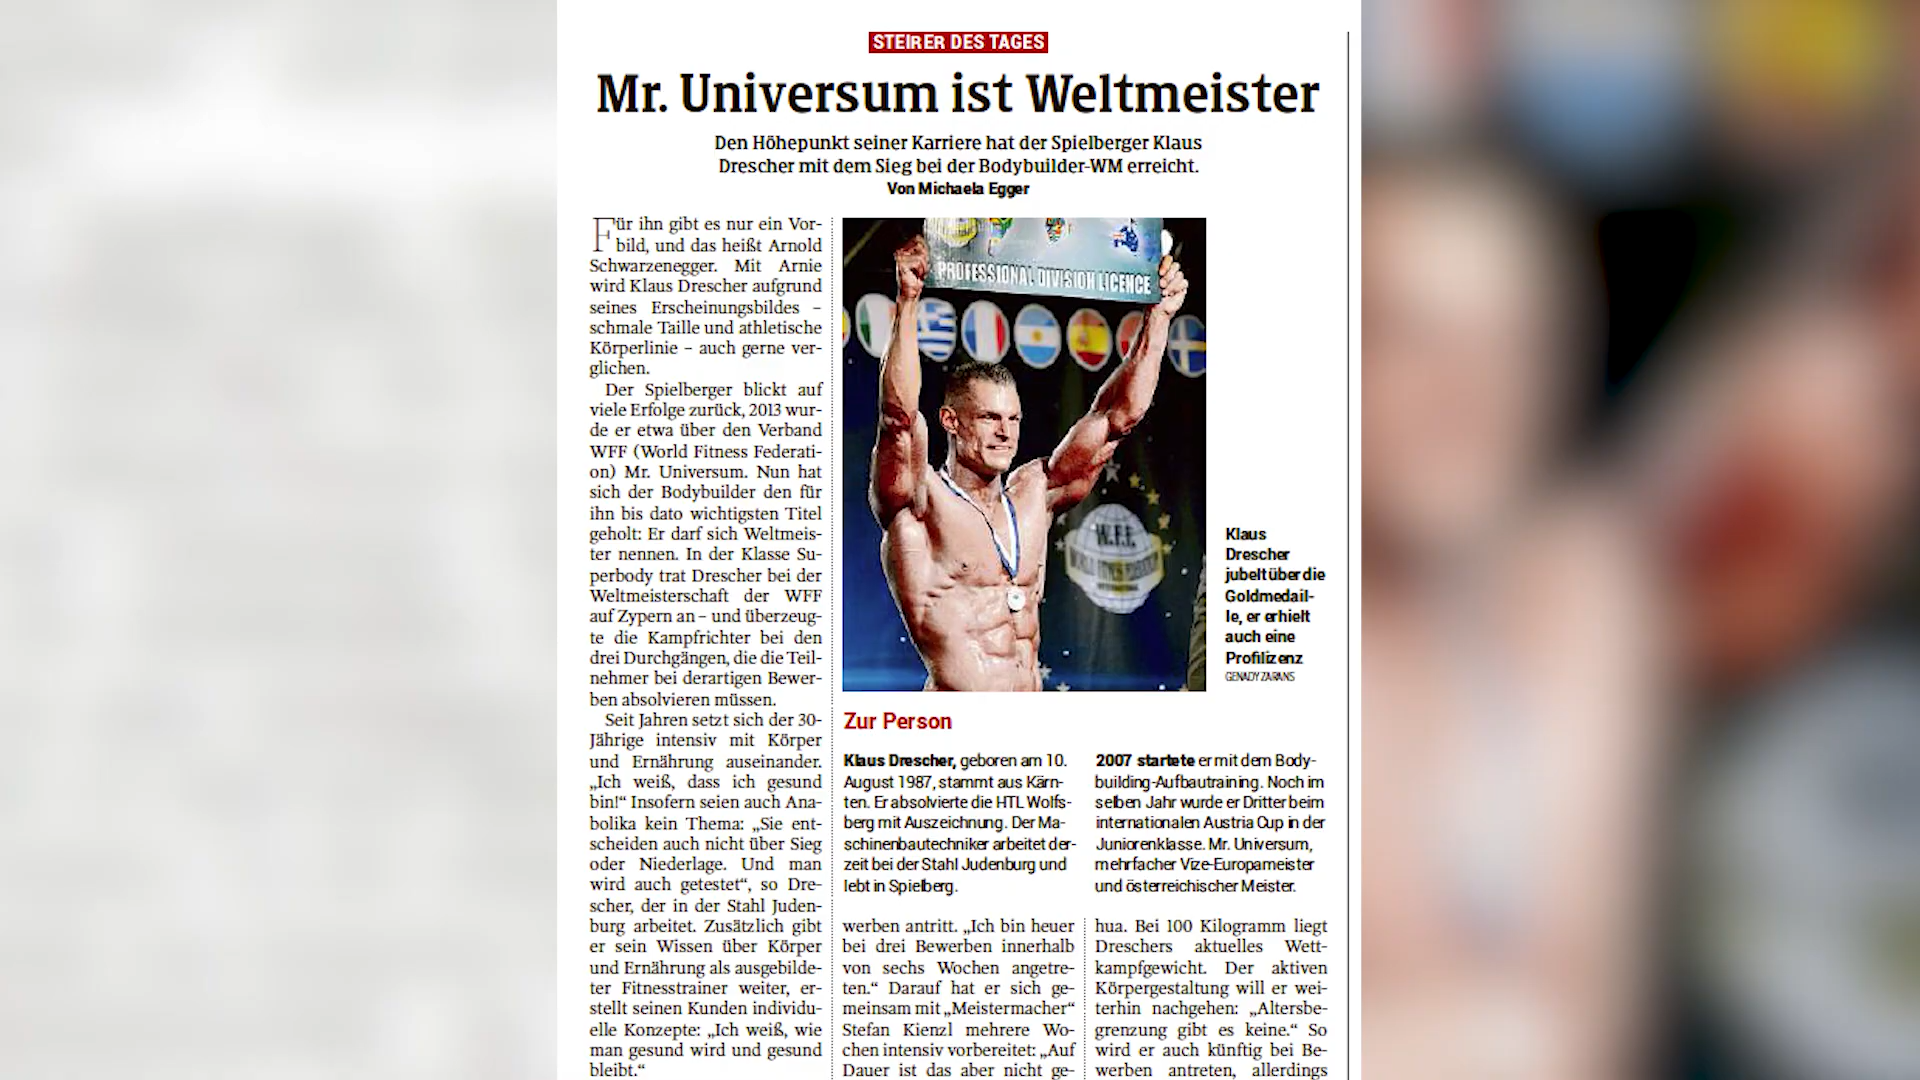 STEIRER DES TAGES
Mr. Universum ist Weltmeister
Den Höhepunkt seiner Karriere hat der Spielberger Klaus
Drescher mit dem Sieg bei der Bodybuilder-WM erreicht.
Von Michaela Egger
Für ihn gibt es nur ein Vor-
bild, und das heißt Arnold
Schwarzenegger. Mit Arnie
wird Klaus Drescher aufgrund
seines Erscheinungsbildes –
schmale Taille und athletische
Körperlinie – auch gerne ver-
glichen.
Der Spielberger blickt auf
viele Erfolge zurück, 2013 wur-
de er etwa über den Verband
WFF (World Fitness Federati-
on) Mr. Universum. Nun hat
sich der Bodybuilder den für
ihn bis dato wichtigsten Titel
geholt: Er darf sich Weltmeis-
ter nennen. In der Klasse Su-
perbody trat Drescher bei der
Weltmeisterschaft der WFF
auf Zypern an – und überzeug-
te die Kampfrichter bei den
drei Durchgängen, die die Teil-
nehmer bei derartigen Bewer-
ben absolvieren müssen.
Seit Jahren setzt sich der 30-
Jährige intensiv mit Körper
und Ernährung auseinander.
„Ich weiß, dass ich gesund
bin!“ Insofern seien auch Ana-
bolika kein Thema: „Sie ent-
scheiden auch nicht über Sieg
oder Niederlage. Und man
wird auch getestet“, so Dre-
scher, der in der Stahl Juden-
burg arbeitet. Zusätzlich gibt
er sein Wissen über Körper
und Ernährung als ausgebilde-
ter Fitnesstrainer weiter, er-
stellt seinen Kunden individu-
elle Konzepte: „Ich weiß, wie
man gesund wird und gesund
bleibt.“
PROFESSIONAL DIVISION LICENCE
W.F.F.
Klaus
Drescher
jubelt über die
Goldmedail-
le, er erhielt
auch eine
Profilizenz
GENADY ZARANS
Zur Person
Klaus Drescher, geboren am 10.
August 1987, stammt aus Kärn-
ten. Er absolvierte die HTL Wolfs-
berg mit Auszeichnung. Der Ma-
schinenbautechniker arbeitet der-
zeit bei der Stahl Judenburg und
lebt in Spielberg.
2007 startete er mit dem Body-
building-Aufbautraining. Noch im
selben Jahr wurde er Dritter beim
internationalen Austria Cup in der
Juniorenklasse. Mr. Universum,
mehrfacher Vize-Europameister
und österreichischer Meister.
werben antritt. „Ich bin heuer
bei drei Bewerben innerhalb
von sechs Wochen angetre-
ten.“ Darauf hat er sich ge-
meinsam mit „Meistermacher“
Stefan Kienzl mehrere Wo-
chen intensiv vorbereitet: „Auf
Dauer ist das aber nicht ge-
hua. Bei 100 Kilogramm liegt
Dreschers aktuelles Wett-
kampfgewicht. Der aktiven
Körpergestaltung will er wei-
terhin nachgehen: „Altersbe-
grenzung gibt es keine.“ So
wird er auch künftig bei Be-
werben antreten, allerdings